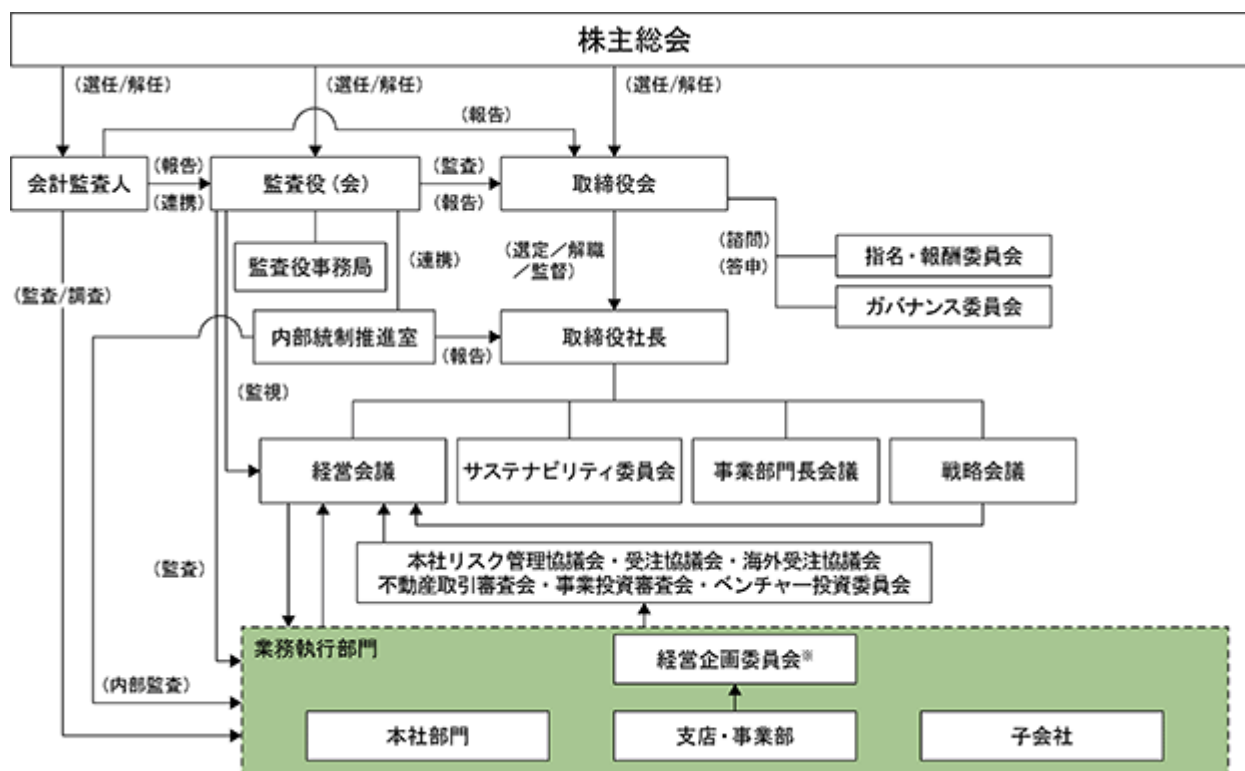 株主総会
(選任/解任)
(選任/解任)
(選任/解任)
(報告)
会計監査人
(報告)
(連携)
監査役(会)
(監査)
(報告)
取締役会
監査役事務局
(連携)
(選定/解職
/監督)
(諮問)
(答申)
指名・報酬委員会
ガバナンス委員会
(監査/調査)
内部統制推進室
(報告)
取締役社長
(監視)
経営会議
サステナビリティ委員会
事業部門長会議
戦略会議
(監査)
本社リスク管理協議会・受注協議会・海外受注協議会
不動産取引審査会・事業投資審査会・ベンチャー投資委員会
業務執行部門
経営企画委員会※
(内部監査)
本社部門
支店・事業部
子会社